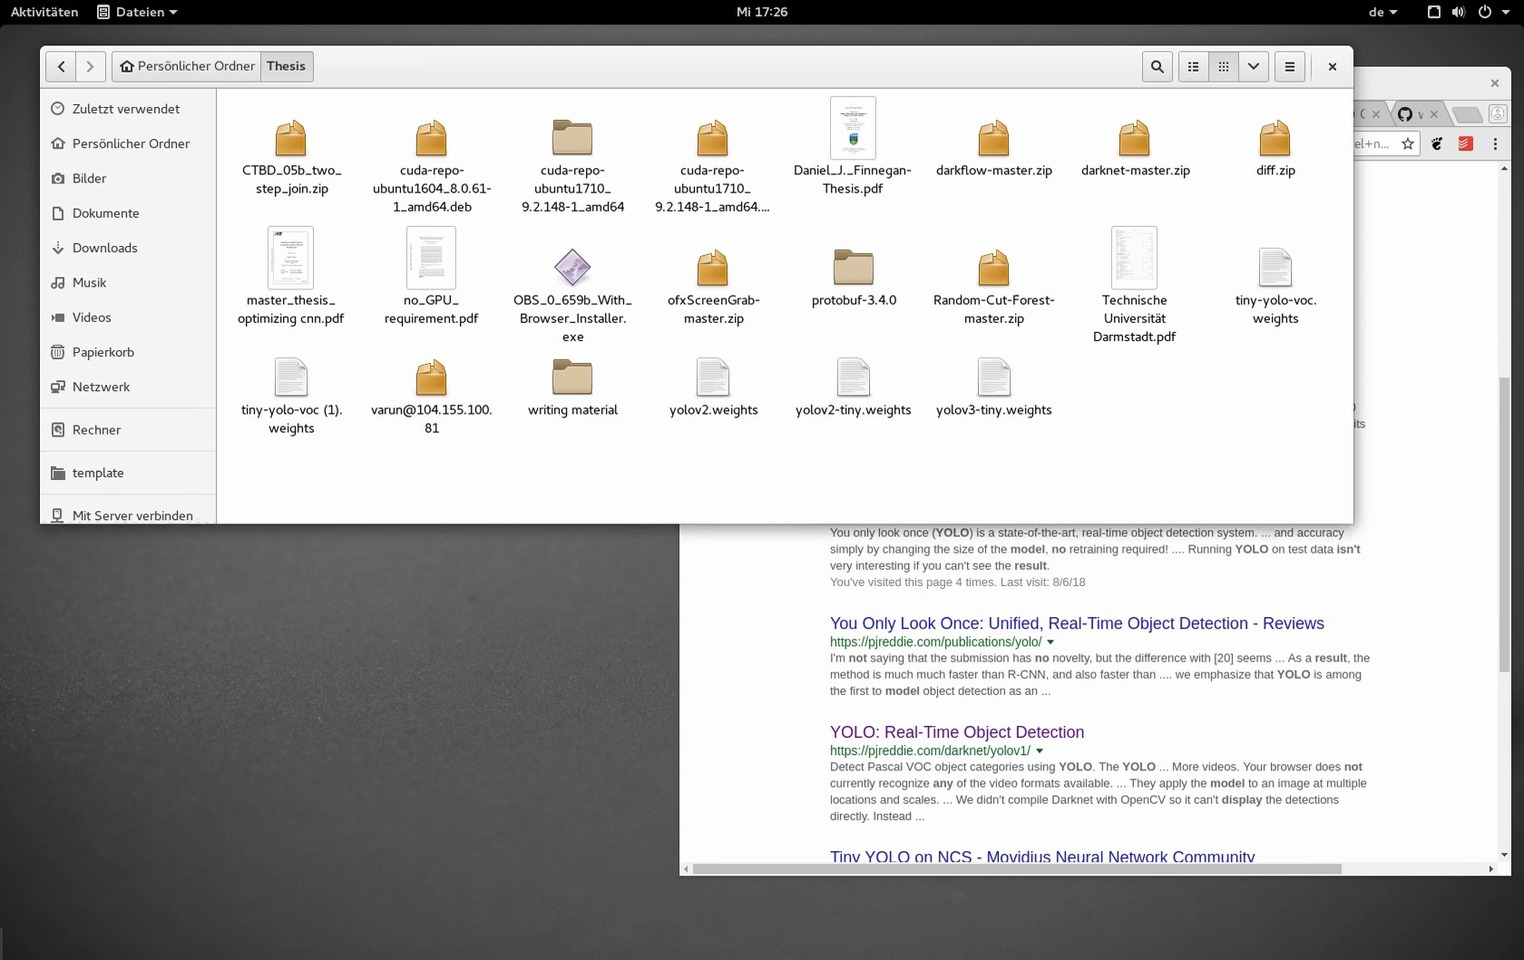 Aktivitäten Dateien Mi 17:26 de
Persönlicher Ordner Thesis
Zuletzt verwendet
Persönlicher Ordner
Bilder
Dokumente
Downloads
Musik
Videos
Papierkorb
Netzwerk
Rechner
template
Mit Server verbinden
CTBD_05b_two_
step_join.zip
cuda-repo-
ubuntu1604_8.0.61-
1_amd64.deb
cuda-repo-
ubuntu1710_
9.2.148-1_amd64
cuda-repo-
ubuntu1710_
9.2.148-1_amd64.…
Daniel_J._Finnegan-
Thesis.pdf
darkflow-master.zip
darknet-master.zip
diff.zip
master_thesis_
optimizing cnn.pdf
no_GPU_
requirement.pdf
OBS_0_659b_With_
Browser_Installer.
exe
ofxScreenGrab-
master.zip
protobuf-3.4.0
Random-Cut-Forest-
master.zip
Technische
Universität
Darmstadt.pdf
tiny-yolo-voc.
weights
tiny-yolo-voc (1).
weights
varun@104.155.100.
81
writing material
yolov2.weights
yolov2-tiny.weights
yolov3-tiny.weights
el+n...
its
You only look once (YOLO) is a state-of-the-art, real-time object detection system. ... and accuracy
simply by changing the size of the model, no retraining required! .... Running YOLO on test data isn't
very interesting if you can't see the result.
You've visited this page 4 times. Last visit: 8/6/18
You Only Look Once: Unified, Real-Time Object Detection - Reviews
https://pjreddie.com/publications/yolo/
I'm not saying that the submission has no novelty, but the difference with [20] seems ... As a result, the
method is much much faster than R-CNN, and also faster than .... we emphasize that YOLO is among
the first to model object detection as an ...
YOLO: Real-Time Object Detection
https://pjreddie.com/darknet/yolov1/
Detect Pascal VOC object categories using YOLO. The YOLO ... More videos. Your browser does not
currently recognize any of the video formats available. ... They apply the model to an image at multiple
locations and scales. ... We didn't compile Darknet with OpenCV so it can't display the detections
directly. Instead ...
Tiny YOLO on NCS - Movidius Neural Network Community